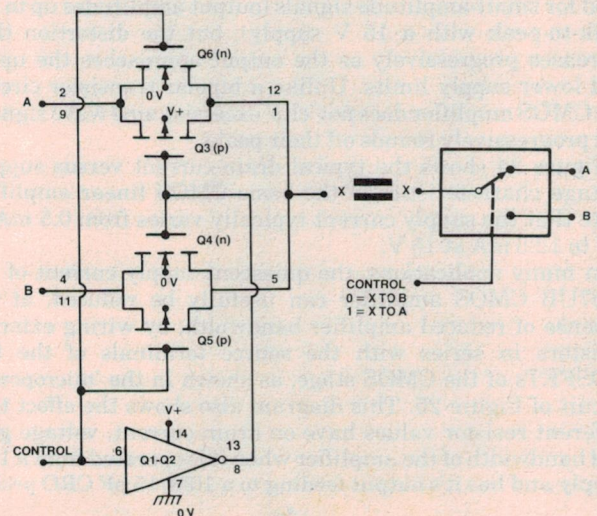 Q6 (n)
0 V
V+
Q3 (p)
A
2
9
12
X
X
A
B
Q4 (n)
0 V
B
4
11
5
Q5 (p)
CONTROL
0 = X TO B
1 = X TO A
V+
14
CONTROL
6
Q1-Q2
13
8
7
0 V